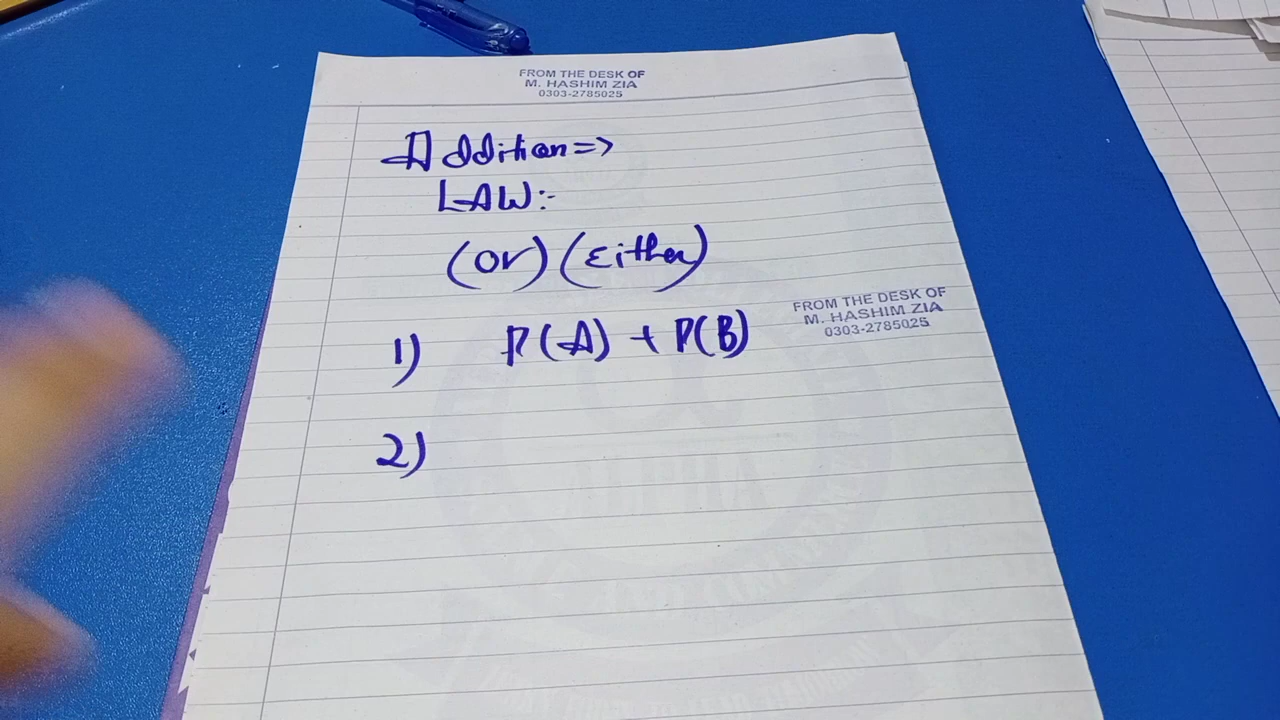 FROM THE DESK OF
M. HASHIM ZIA
0303-2785025
Addition=>
LAW:-
(or) (Either)
1) P(A) + P(B)
FROM THE DESK OF
M. HASHIM ZIA
0303-2785025
2)